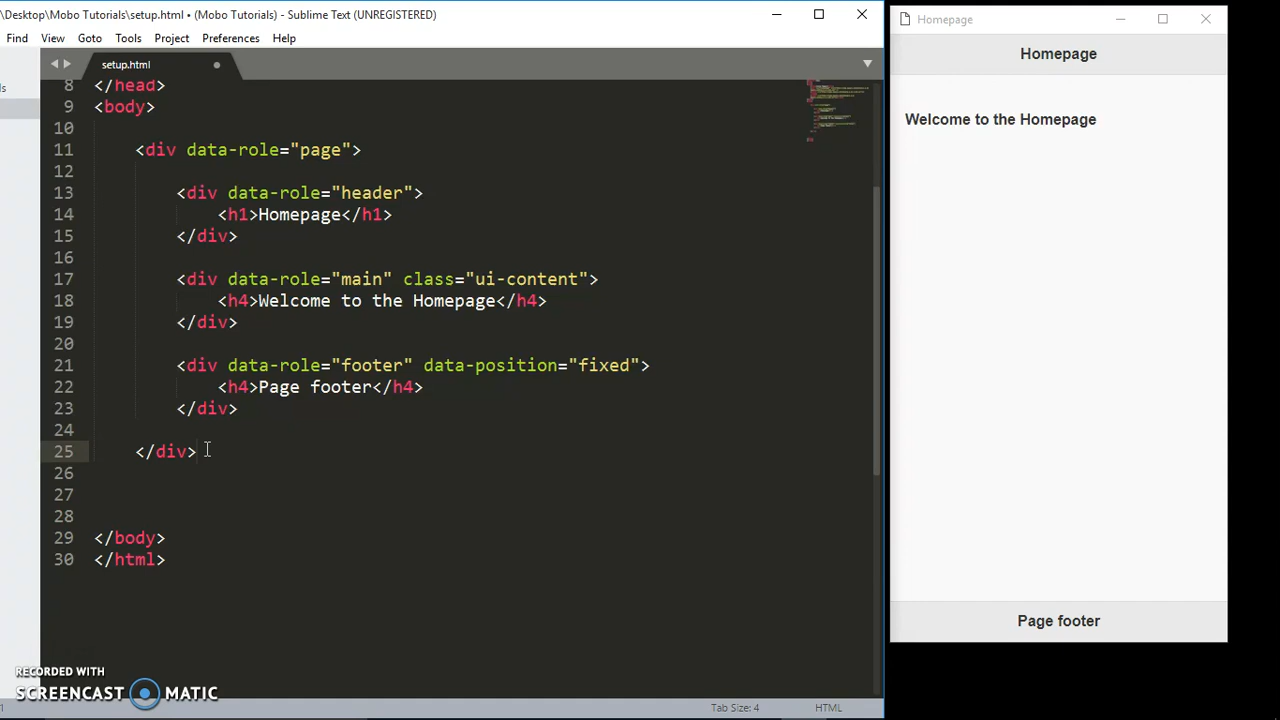 \Desktop\Mobo Tutorials\setup.html • (Mobo Tutorials) - Sublime Text (UNREGISTERED)
Find View Goto Tools Project Preferences Help
setup.html
8 </head>
9 <body>
10
11 <div data-role="page">
12
13 <div data-role="header">
14 <h1>Homepage</h1>
15 </div>
16
17 <div data-role="main" class="ui-content">
18 <h4>Welcome to the Homepage</h4>
19 </div>
20
21 <div data-role="footer" data-position="fixed">
22 <h4>Page footer</h4>
23 </div>
24
25 </div>
26
27
28
29 </body>
30 </html>
RECORDED WITH
SCREENCAST MATIC
Tab Size: 4 HTML
Homepage
Homepage
Welcome to the Homepage
Page footer